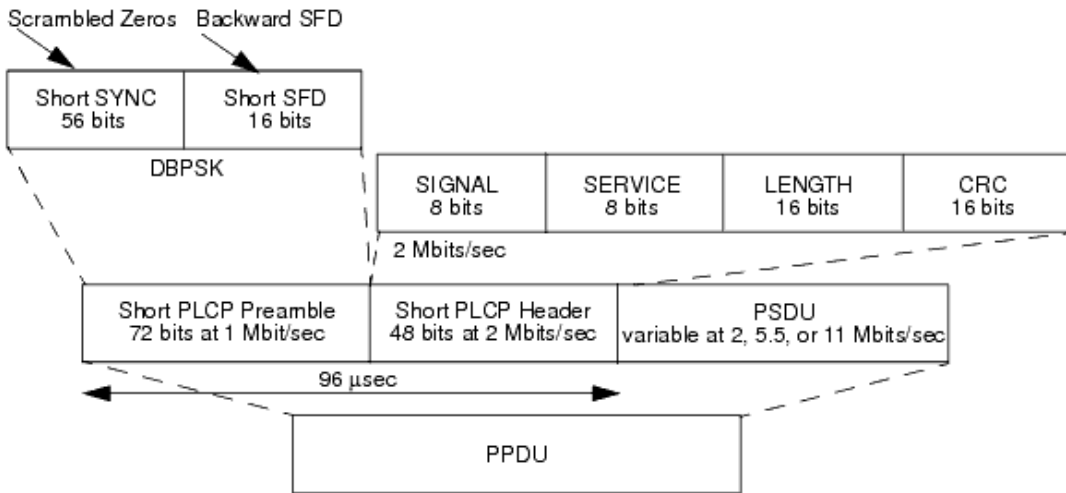 Scrambled Zeros
Backward SFD
Short SYNC
56 bits
Short SFD
16 bits
DBPSK
SIGNAL
8 bits
SERVICE
8 bits
LENGTH
16 bits
CRC
16 bits
2 Mbits/sec
Short PLCP Preamble
72 bits at 1 Mbit/sec
Short PLCP Header
48 bits at 2 Mbits/sec
PSDU
variable at 2, 5.5, or 11 Mbits/sec
96 μsec
PPDU